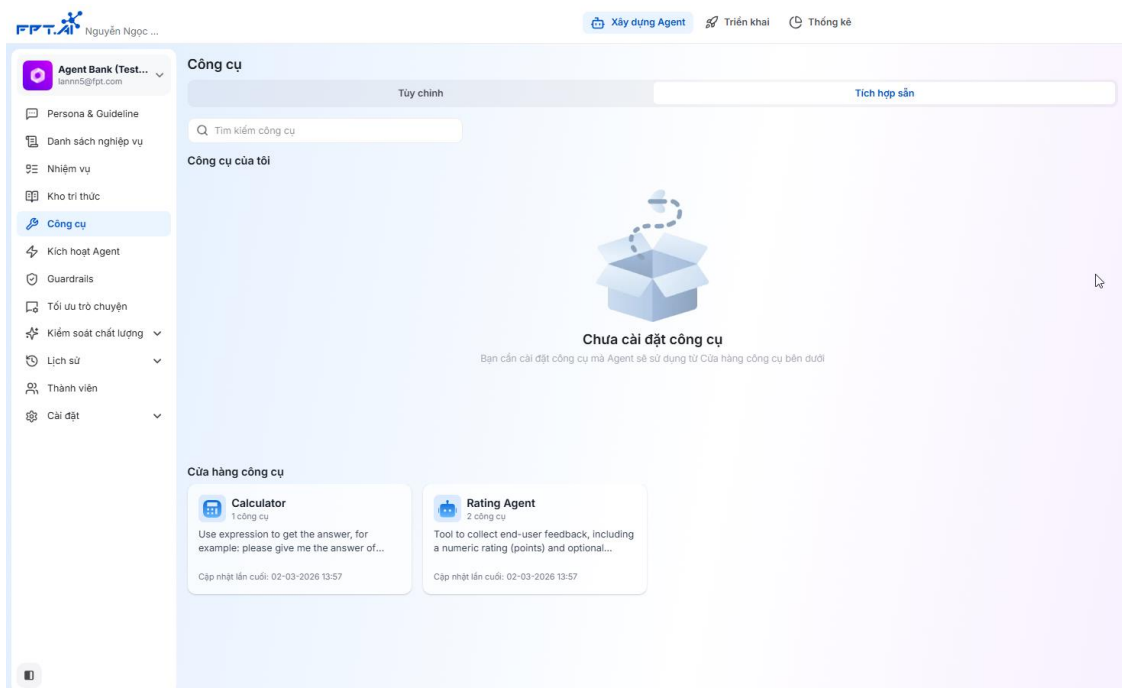 FPT.AI Nguyễn Ngọc ...
Xây dựng Agent
Triển khai
Thống kê
Agent Bank (Test...
lannn5@fpt.com
Persona & Guideline
Danh sách nghiệp vụ
Nhiệm vụ
Kho tri thức
Công cụ
Kích hoạt Agent
Guardrails
Tối ưu trò chuyện
Kiểm soát chất lượng
Lịch sử
Thành viên
Cài đặt
Công cụ
Tùy chỉnh
Tích hợp sẵn
Tìm kiếm công cụ
Công cụ của tôi
Chưa cài đặt công cụ
Bạn cần cài đặt công cụ mà Agent sẽ sử dụng từ Cửa hàng công cụ bên dưới
Cửa hàng công cụ
Calculator
1 công cụ
Use expression to get the answer, for
example: please give me the answer of...
Cập nhật lần cuối: 02-03-2026 13:57
Rating Agent
2 công cụ
Tool to collect end-user feedback, including
a numeric rating (points) and optional...
Cập nhật lần cuối: 02-03-2026 13:57